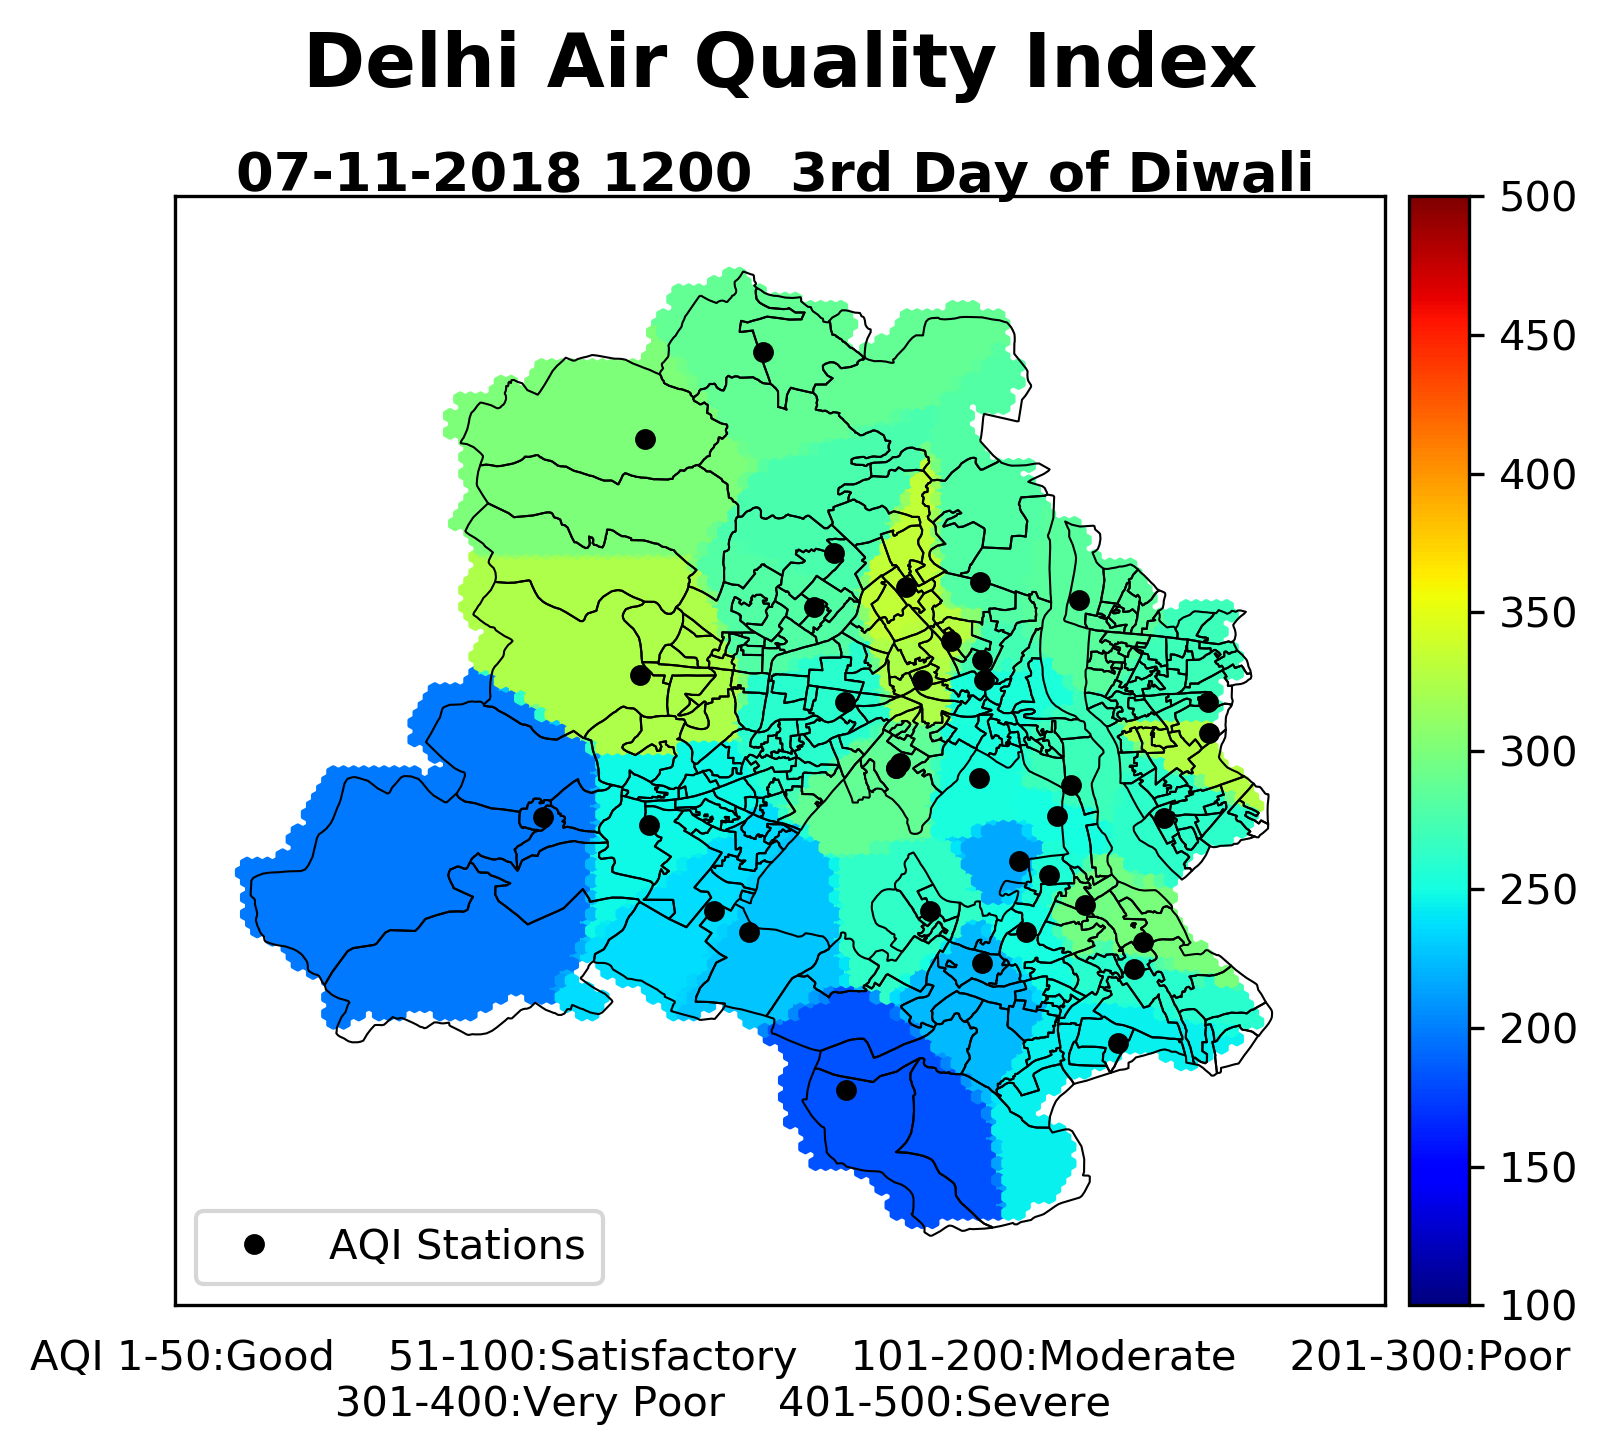 Delhi Air Quality Index
07-11-2018 1200  3rd Day of Diwali
500
450
400
350
300
250
200
150
100
AQI Stations
AQI 1-50:Good    51-100:Satisfactory    101-200:Moderate    201-300:Poor
301-400:Very Poor    401-500:Severe